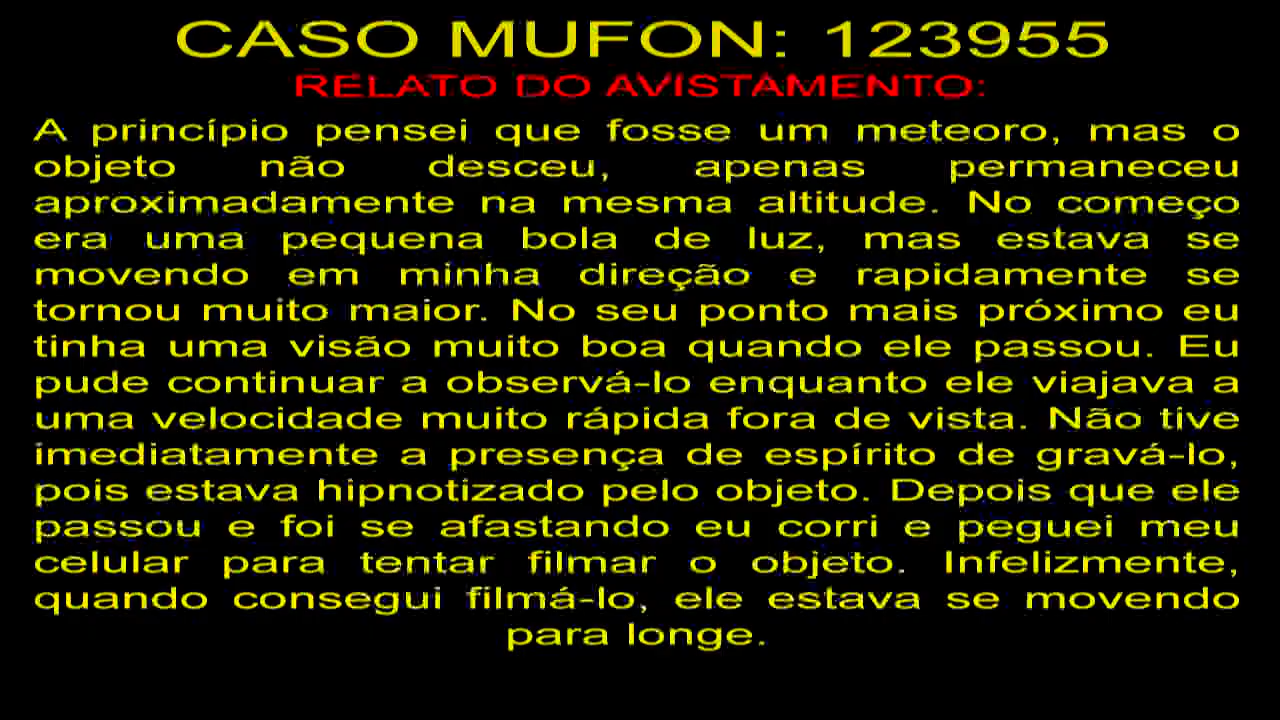 CASO MUFON: 123955
RELATO DO AVISTAMENTO:
A princípio pensei que fosse um meteoro, mas o
objeto não desceu, apenas permaneceu
aproximadamente na mesma altitude. No começo
era uma pequena bola de luz, mas estava se
movendo em minha direção e rapidamente se
tornou muito maior. No seu ponto mais próximo eu
tinha uma visão muito boa quando ele passou. Eu
pude continuar a observá-lo enquanto ele viajava a
uma velocidade muito rápida fora de vista. Não tive
imediatamente a presença de espírito de gravá-lo,
pois estava hipnotizado pelo objeto. Depois que ele
passou e foi se afastando eu corri e peguei meu
celular para tentar filmar o objeto. Infelizmente,
quando consegui filmá-lo, ele estava se movendo
para longe.